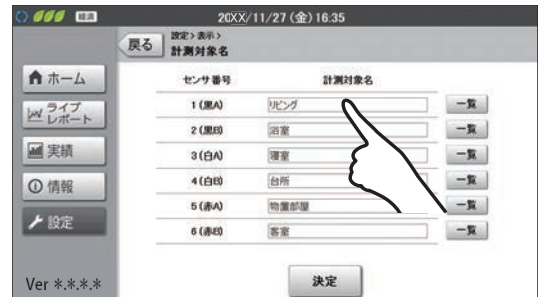 経済
20XX/11/27 (金) 16:35
戻る
設定> 表示>
計測対象名
ホーム
ライブ
レポート
実績
情報
設定
Ver *.*.*.*
センサ番号 計測対象名
1 (黒A) リビング 一覧
2 (黒B) 浴室 一覧
3 (白A) 寝室 一覧
4 (白B) 台所 一覧
5 (赤A) 物置部屋 一覧
6 (赤B) 客室 一覧
決定